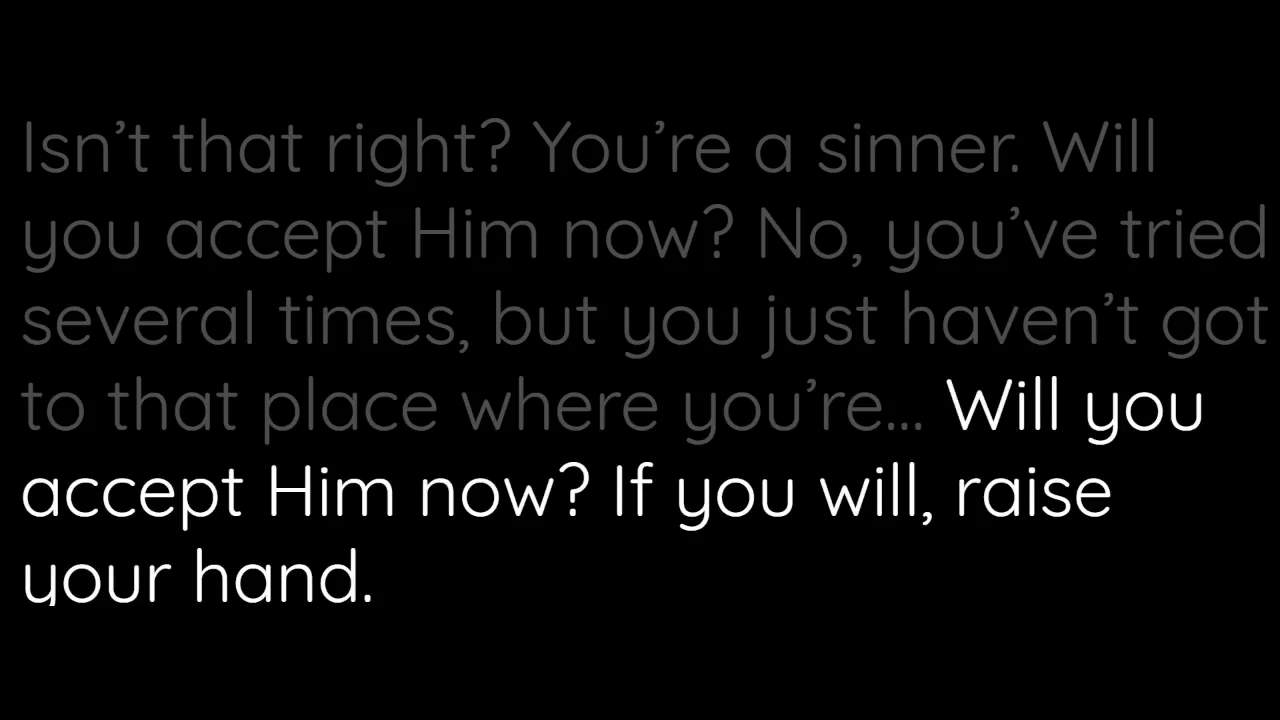 Isn’t that right? You’re a sinner. Will
you accept Him now? No, you’ve tried
several times, but you just haven’t got
to that place where you’re... Will you
accept Him now? If you will, raise
your hand.